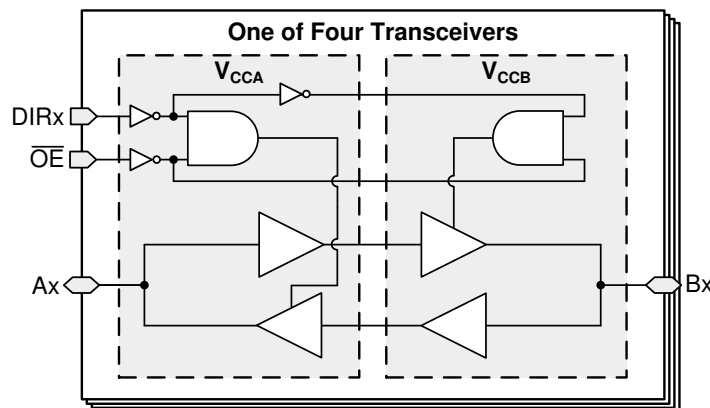 One of Four Transceivers
VCCA
VCCB
DIRx
OE
Ax
Bx